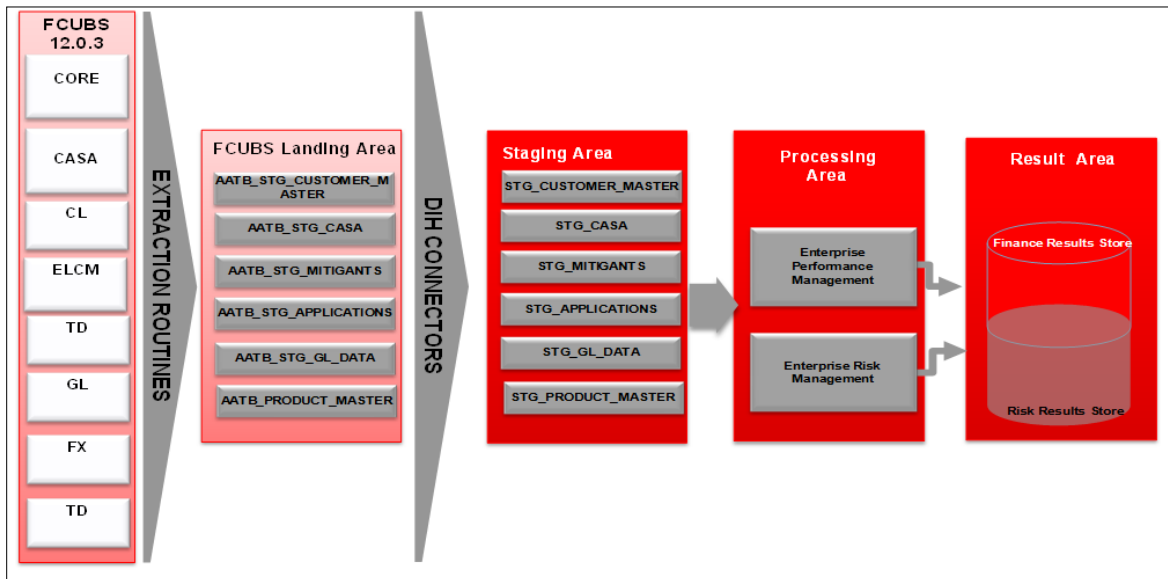 FCUBS
12.0.3
CORE
CASA
CL
ELCM
TD
GL
FX
TD
EXTRACTION ROUTINES
FCUBS Landing Area
AATB_STG_CUSTOMER_M
ASTER
AATB_STG_CASA
AATB_STG_MITIGANTS
AATB_STG_APPLICATIONS
AATB_STG_GL_DATA
AATB_PRODUCT_MASTER
DIH CONNECTORS
Staging Area
STG_CUSTOMER_MASTER
STG_CASA
STG_MITIGANTS
STG_APPLICATIONS
STG_GL_DATA
STG_PRODUCT_MASTER
Processing
Area
Enterprise
Performance
Management
Enterprise Risk
Management
Result Area
Finance Results Store
Risk Results Store